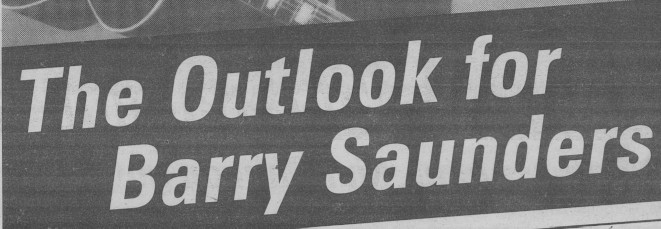 The Outlook for
Barry Saunders